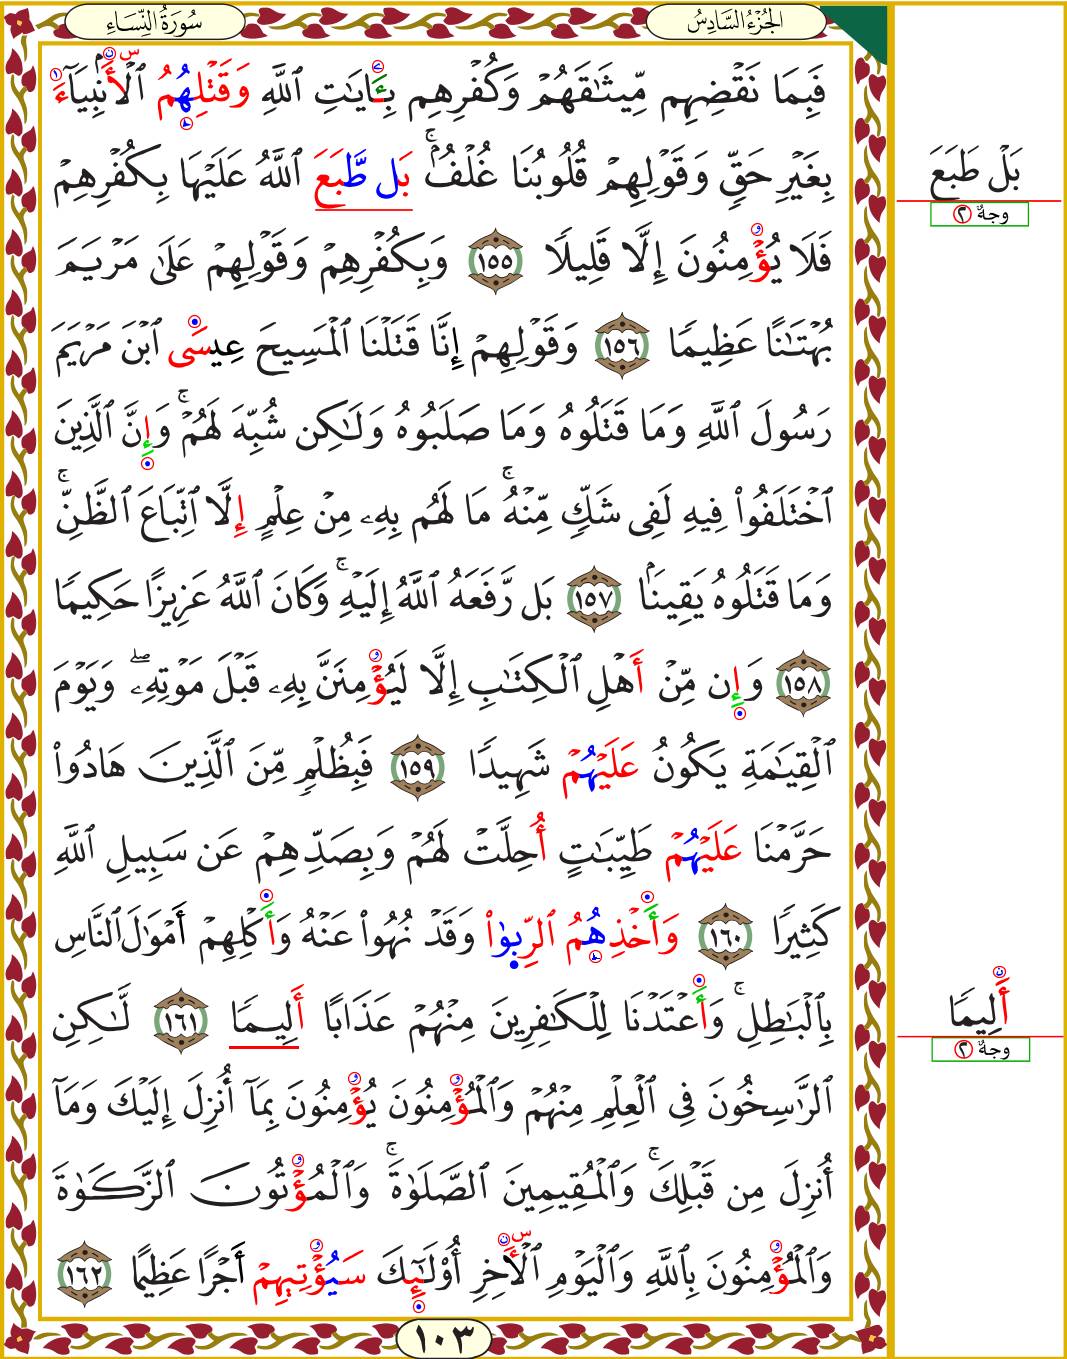 الجُزْءُ السَّادِسُ
سُورَةُ النِّسَاءِ
فَبِمَا نَقْضِهِم مِّيثَـٰقَهُمْ وَكُفْرِهِم بِـَٔايَـٰتِ ٱللَّهِ وَقَتْلِهُمُ ٱلْأَنۢبِيَآءَ
بِغَيْرِ حَقٍّ وَقَوْلِهِمْ قُلُوبُنَا غُلْفُۢ ۚ بَل طَّبَعَ ٱللَّهُ عَلَيْهَا بِكُفْرِهِمْ
بَلْ طَبَعَ
وجهٌ ٢
فَلَا يُؤْمِنُونَ إِلَّا قَلِيلًا ١٥٥ وَبِكُفْرِهِمْ وَقَوْلِهِمْ عَلَىٰ مَرْيَمَ
بُهْتَـٰنًا عَظِيمًا ١٥٦ وَقَوْلِهِمْ إِنَّا قَتَلْنَا ٱلْمَسِيحَ عِيسَى ٱبْنَ مَرْيَمَ
رَسُولَ ٱللَّهِ وَمَا قَتَلُوهُ وَمَا صَلَبُوهُ وَلَـٰكِن شُبِّهَ لَهُمْ ۚ وَإِنَّ ٱلَّذِينَ
ٱخْتَلَفُوا۟ فِيهِ لَفِى شَكٍّ مِّنْهُ ۚ مَا لَهُم بِهِۦ مِنْ عِلْمٍ إِلَّا ٱتِّبَاعَ ٱلظَّنِّ ۚ
وَمَا قَتَلُوهُ يَقِينًۢا ١٥٧ بَل رَّفَعَهُ ٱللَّهُ إِلَيْهِ ۚ وَكَانَ ٱللَّهُ عَزِيزًا حَكِيمًا
١٥٨ وَإِن مِّنْ أَهْلِ ٱلْكِتَـٰبِ إِلَّا لَيُؤْمِنَنَّ بِهِۦ قَبْلَ مَوْتِهِۦ ۖ وَيَوْمَ
ٱلْقِيَـٰمَةِ يَكُونُ عَلَيْهُمْ شَهِيدًا ١٥٩ فَبِظُلْمٍ مِّنَ ٱلَّذِينَ هَادُوا۟
حَرَّمْنَا عَلَيْهُمْ طَيِّبَـٰتٍ أُحِلَّتْ لَهُمْ وَبِصَدِّهِمْ عَن سَبِيلِ ٱللَّهِ
كَثِيرًا ١٦٠ وَأَخْذِهُمُ ٱلرِّبَوٰا۟ وَقَدْ نُهُوا۟ عَنْهُ وَأَكْلِهِمْ أَمْوَٰلَ ٱلنَّاسِ
بِٱلْبَـٰطِلِ ۚ وَأَعْتَدْنَا لِلْكَـٰفِرِينَ مِنْهُمْ عَذَابًا أَلِيمًا ١٦١ لَّـٰكِنِ
أَلِيمًا
وجهٌ ٢
ٱلرَّٰسِخُونَ فِى ٱلْعِلْمِ مِنْهُمْ وَٱلْمُؤْمِنُونَ يُؤْمِنُونَ بِمَآ أُنزِلَ إِلَيْكَ وَمَآ
أُنزِلَ مِن قَبْلِكَ ۚ وَٱلْمُقِيمِينَ ٱلصَّلَوٰةَ ۚ وَٱلْمُؤْتُونَ ٱلزَّكَوٰةَ
وَٱلْمُؤْمِنُونَ بِٱللَّهِ وَٱلْيَوْمِ ٱلْـَٔاخِرِ أُو۟لَـٰٓئِكَ سَيُؤْتِيهِمْ أَجْرًا عَظِيمًا ١٦٢
١٠٣